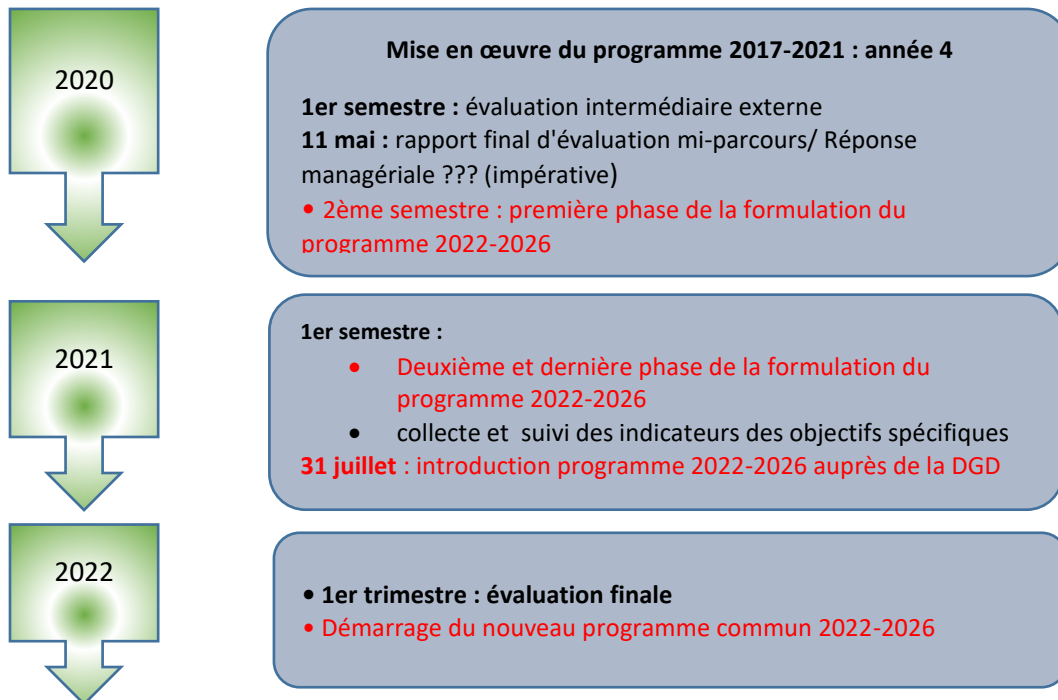 2020
Mise en œuvre du programme 2017-2021 : année 4
1er semestre : évaluation intermédiaire externe
11 mai : rapport final d'évaluation mi-parcours/ Réponse
managériale ??? (impérative)
• 2ème semestre : première phase de la formulation du
programme 2022-2026
2021
1er semestre :
• Deuxième et dernière phase de la formulation du
programme 2022-2026
• collecte et suivi des indicateurs des objectifs spécifiques
31 juillet : introduction programme 2022-2026 auprès de la DGD
2022
• 1er trimestre : évaluation finale
• Démarrage du nouveau programme commun 2022-2026